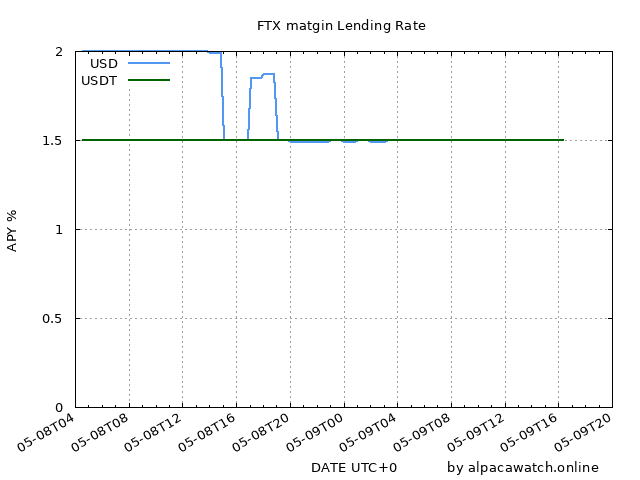 FTX matgin Lending Rate
USD
USDT
2
1.5
1
0.5
0
APY %
05-08T04
05-08T08
05-08T12
05-08T16
05-08T20
05-09T00
05-09T04
05-09T08
05-09T12
05-09T16
05-09T20
DATE UTC+0
by alpacawatch.online